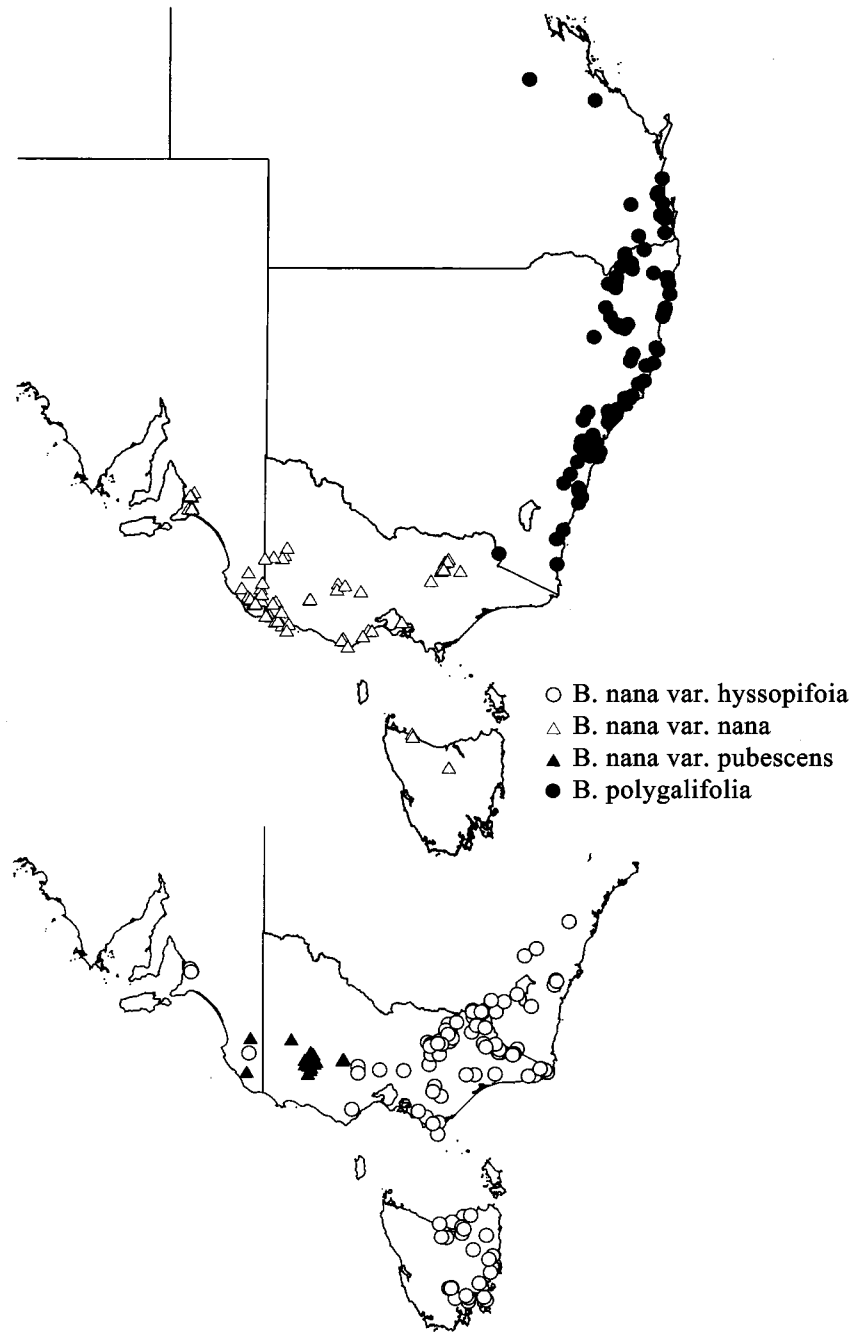 B. nana var. hyssopifoia
B. nana var. nana
B. nana var. pubescens
B. polygalifolia